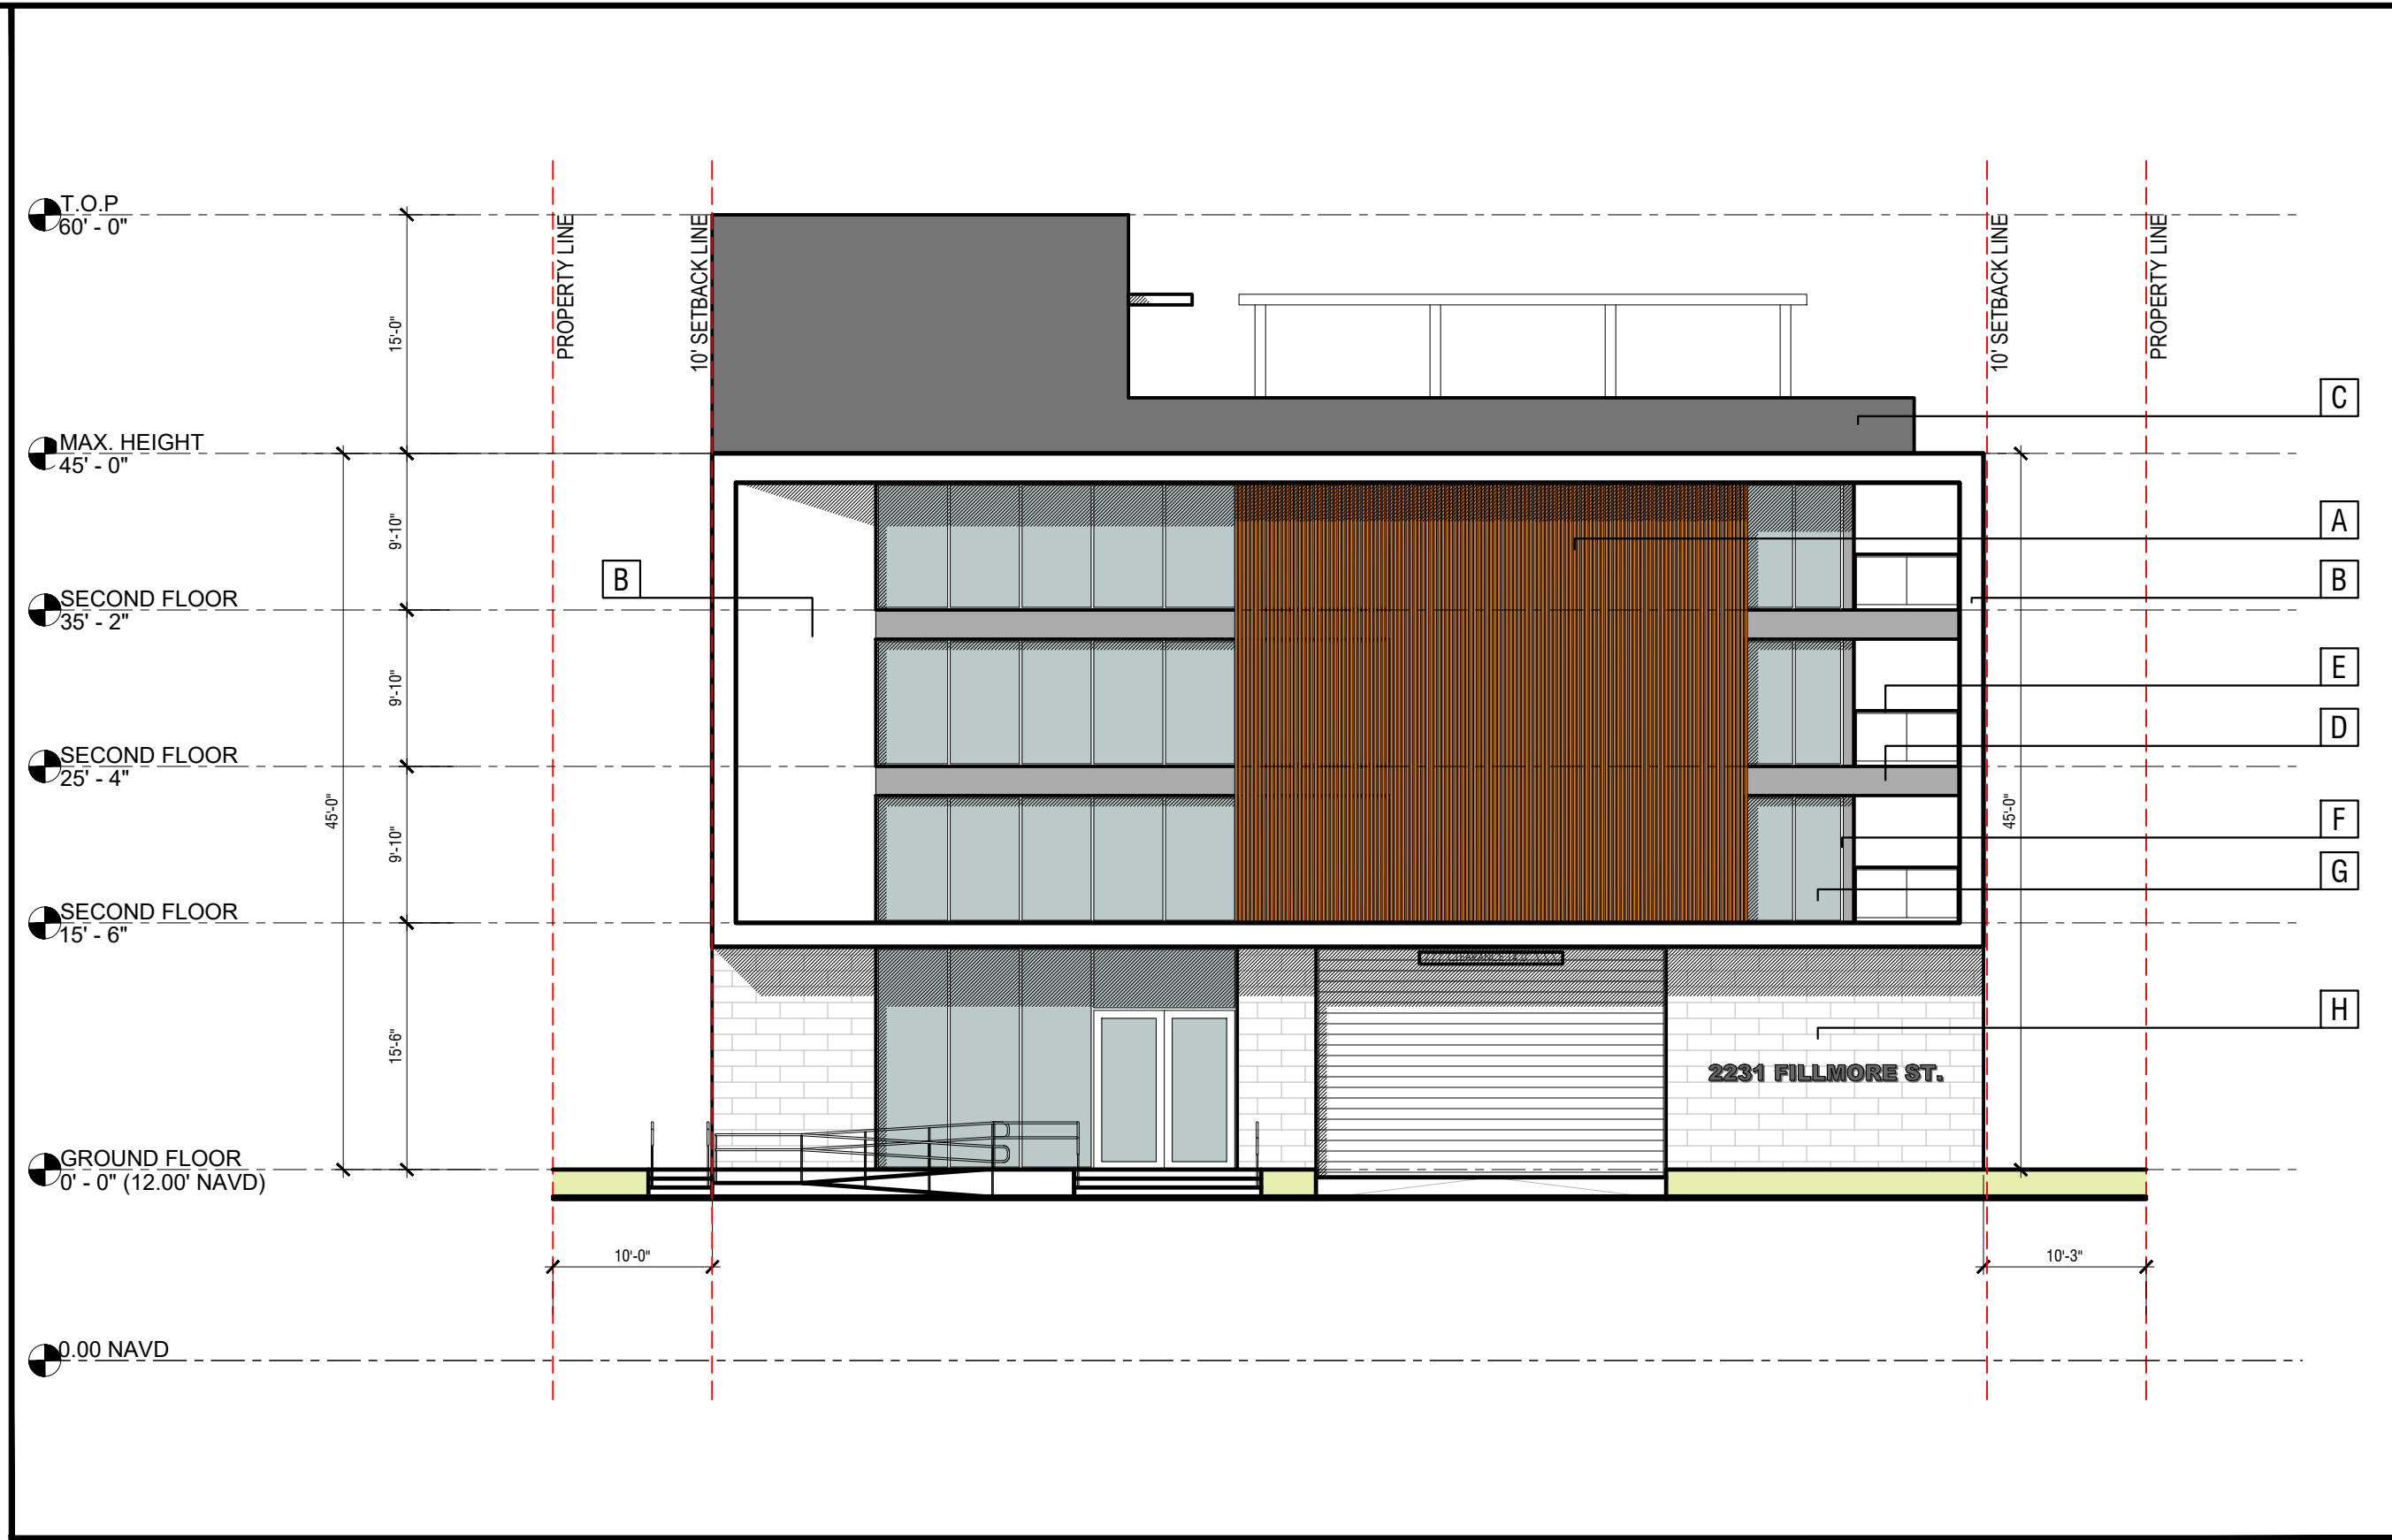 T.O.P
60' - 0"
PROPERTY LINE
10' SETBACK LINE
10' SETBACK LINE
PROPERTY LINE
15'-0"
C
MAX. HEIGHT
45' - 0"
A
9'-10"
B
B
SECOND FLOOR
35' - 2"
E
9'-10"
D
SECOND FLOOR
25' - 4"
45'-0"
45'-0"
F
9'-10"
G
SECOND FLOOR
15' - 6"
H
15'-6"
2231 FILLMORE ST.
GROUND FLOOR
0' - 0" (12.00' NAVD)
10'-0"
10'-3"
0.00 NAVD